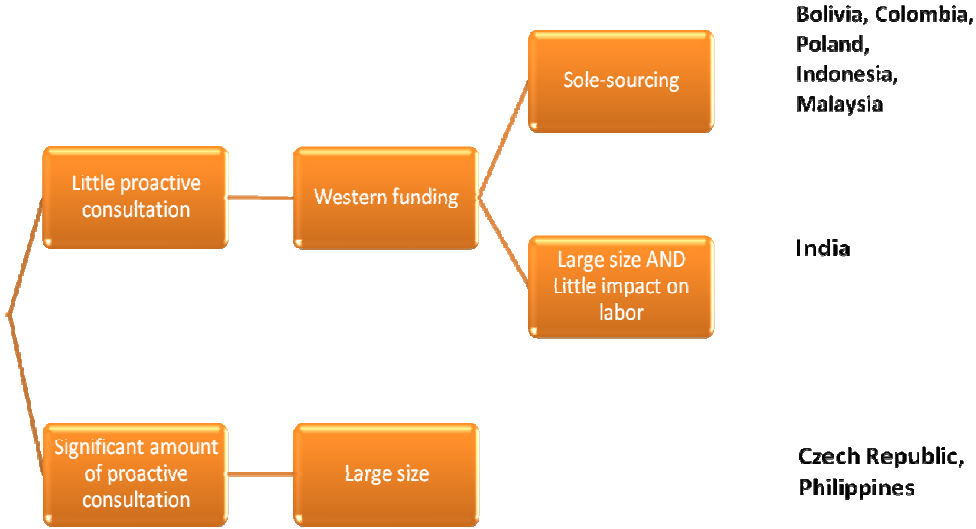 Bolivia, Colombia,
Poland,
Indonesia,
Malaysia
Sole-sourcing
Little proactive
consultation
Western funding
India
Large size AND
Little impact on
labor
Significant amount
of proactive
consultation
Large size
Czech Republic,
Philippines